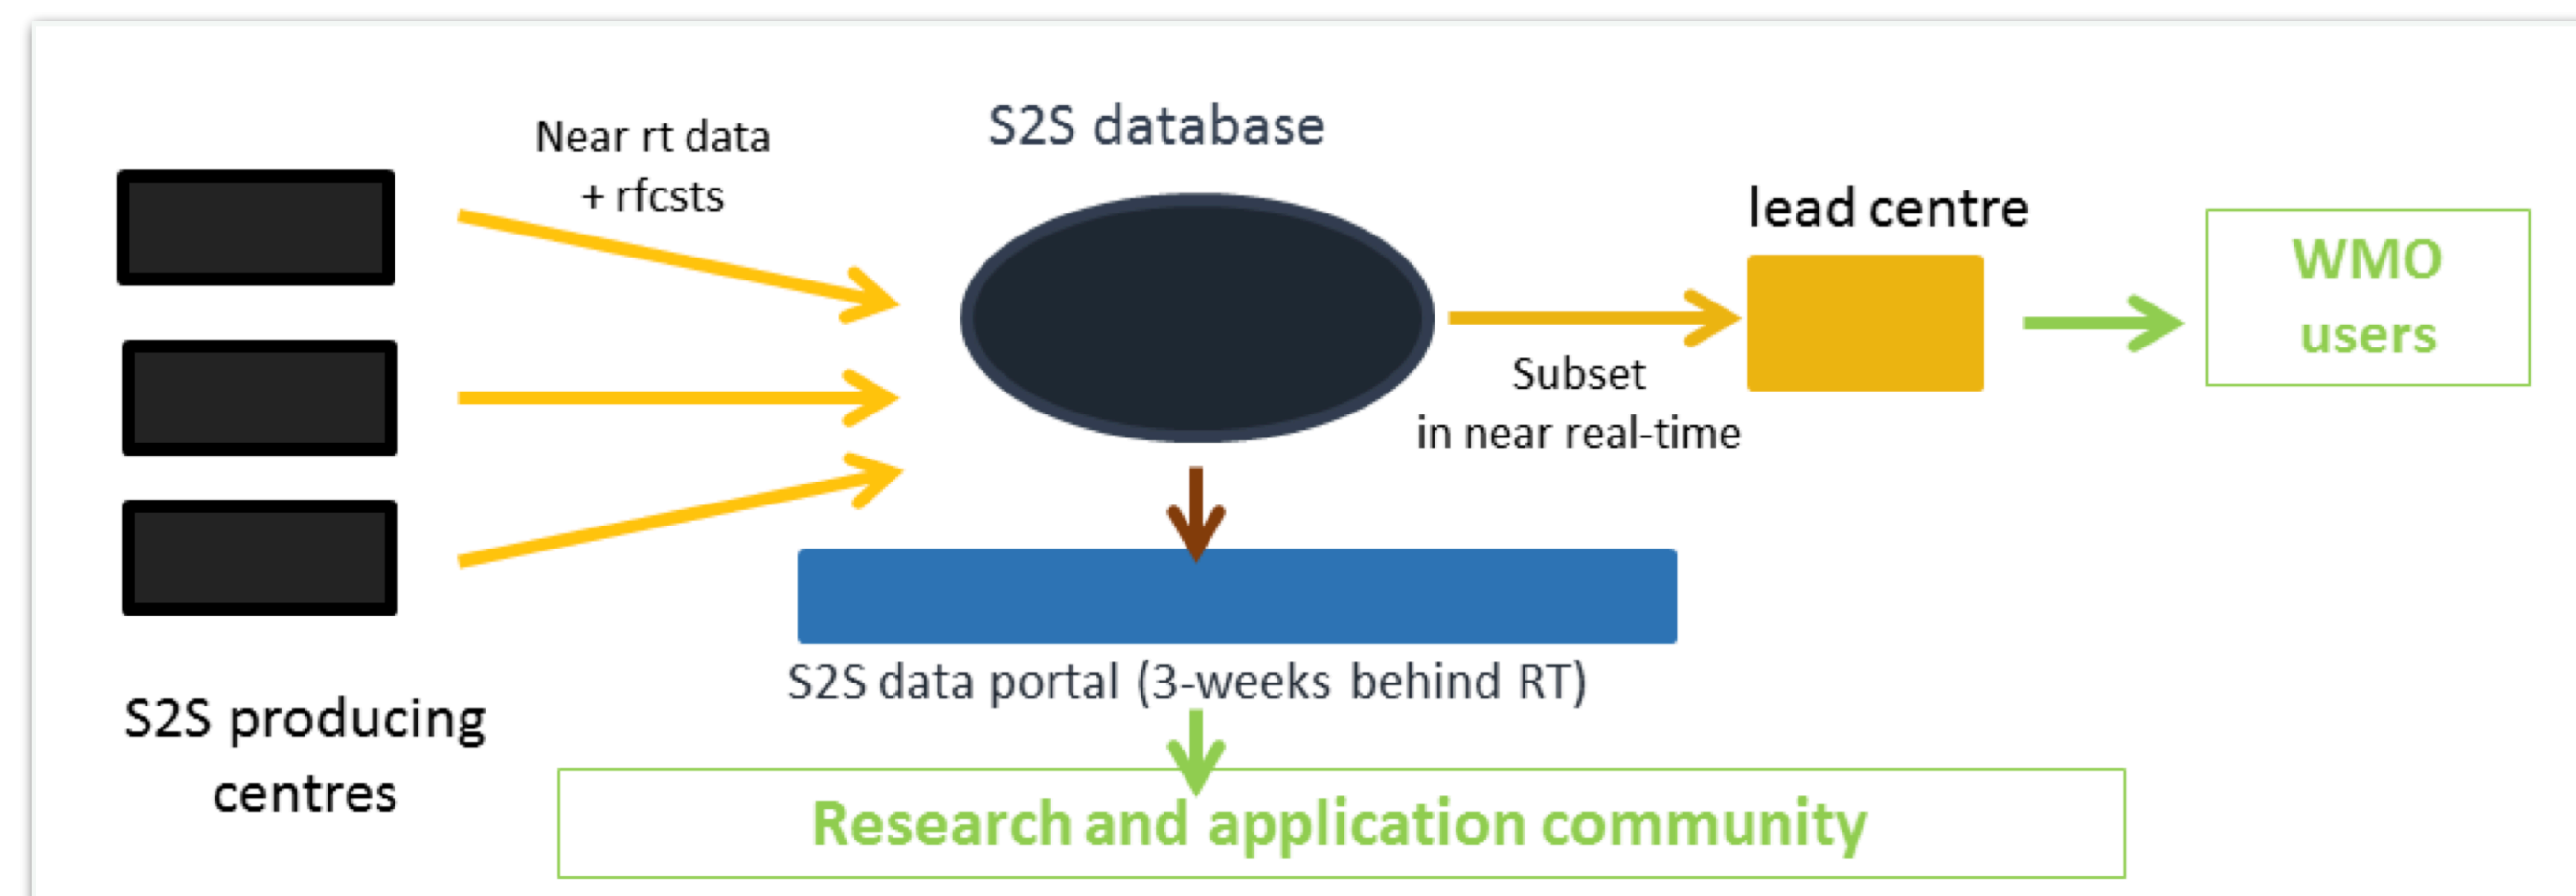 Near rt data
+ rfcsts
S2S database
lead centre
WMO
users
Subset
in near real-time
S2S data portal (3-weeks behind RT)
S2S producing
centres
Research and application community